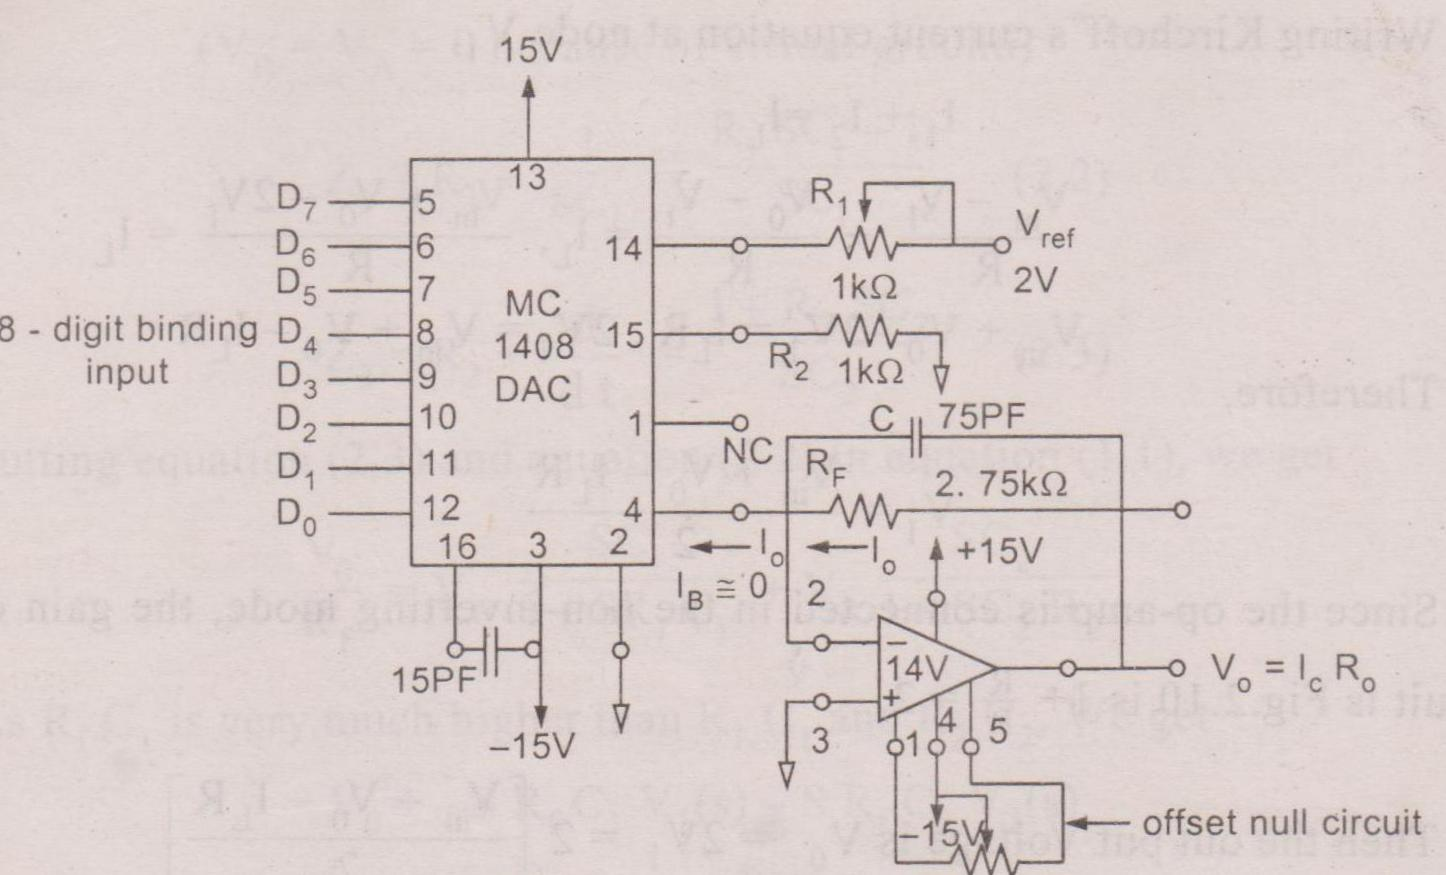 15V
13
D7
5
D6
6
D5
7
8 - digit binding
input
D4
8
D3
9
D2
10
D1
11
D0
12
MC
1408
DAC
14
15
1
4
16
3
2
R1
1kΩ
Vref
2V
R2
1kΩ
NC
C
75PF
RF
2. 75kΩ
Io
Io
IB ≅ 0
+15V
2
15PF
−15V
−
14V
+
3
1
4
5
Vo = Ic Ro
−15V
offset null circuit